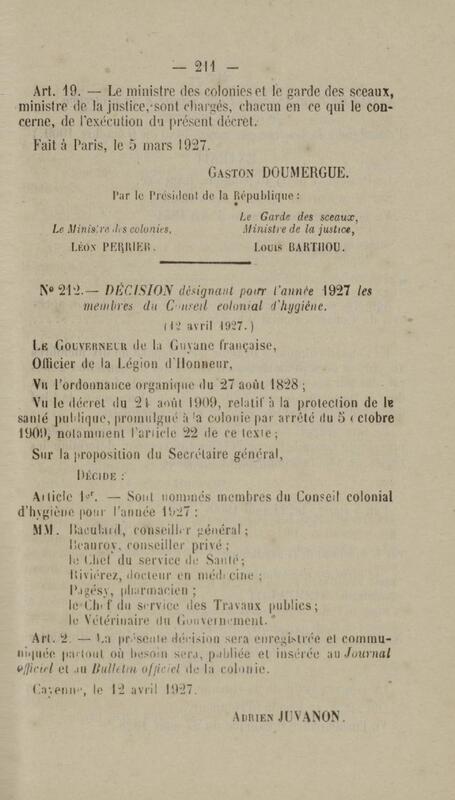 — 211 —
Art. 19. — Le ministre des colonies et le garde des sceaux,
ministre de la justice, sont chargés, chacun en ce qui le con-
cerne, de l'exécution du présent décret.
Fait à Paris, le 5 mars 1927.
GASTON DOUMERGUE.
Par le Président de la République :
Le Garde des sceaux,
Le Ministre des colonies, Ministre de la justice,
LÉON PERRIER. LOUIS BARTHOU.
N° 212.— DÉCISION désignant pour l'année 1927 les
membres du Conseil colonial d'hygiène.
(12 avril 1927.)
LE GOUVERNEUR de la Guyane française,
Officier de la Légion d'Honneur,
Vu l'ordonnance organique du 27 août 1828 ;
Vu le décret du 24 août 1909, relatif à la protection de la
santé publique, promulgué à la colonie par arrêté du 5 octobre
1909, notamment l'article 22 de ce texte ;
Sur la proposition du Secrétaire général,
DÉCIDE :
Article 1er. — Sont nommés membres du Conseil colonial
d'hygiène pour l'année 1927 :
MM. Baculard, conseiller général ;
Beauroy, conseiller privé ;
le Chef du service de Santé ;
Riviérez, docteur en médecine ;
Pagésy, pharmacien ;
le Chef du service des Travaux publics ;
le Vétérinaire du Gouvernement.
Art. 2. — La présente décision sera enregistrée et commu-
niquée partout où besoin sera, publiée et insérée au Journal
officiel et au Bulletin officiel de la colonie.
Cayenne, le 12 avril 1927.
ADRIEN JUVANON.